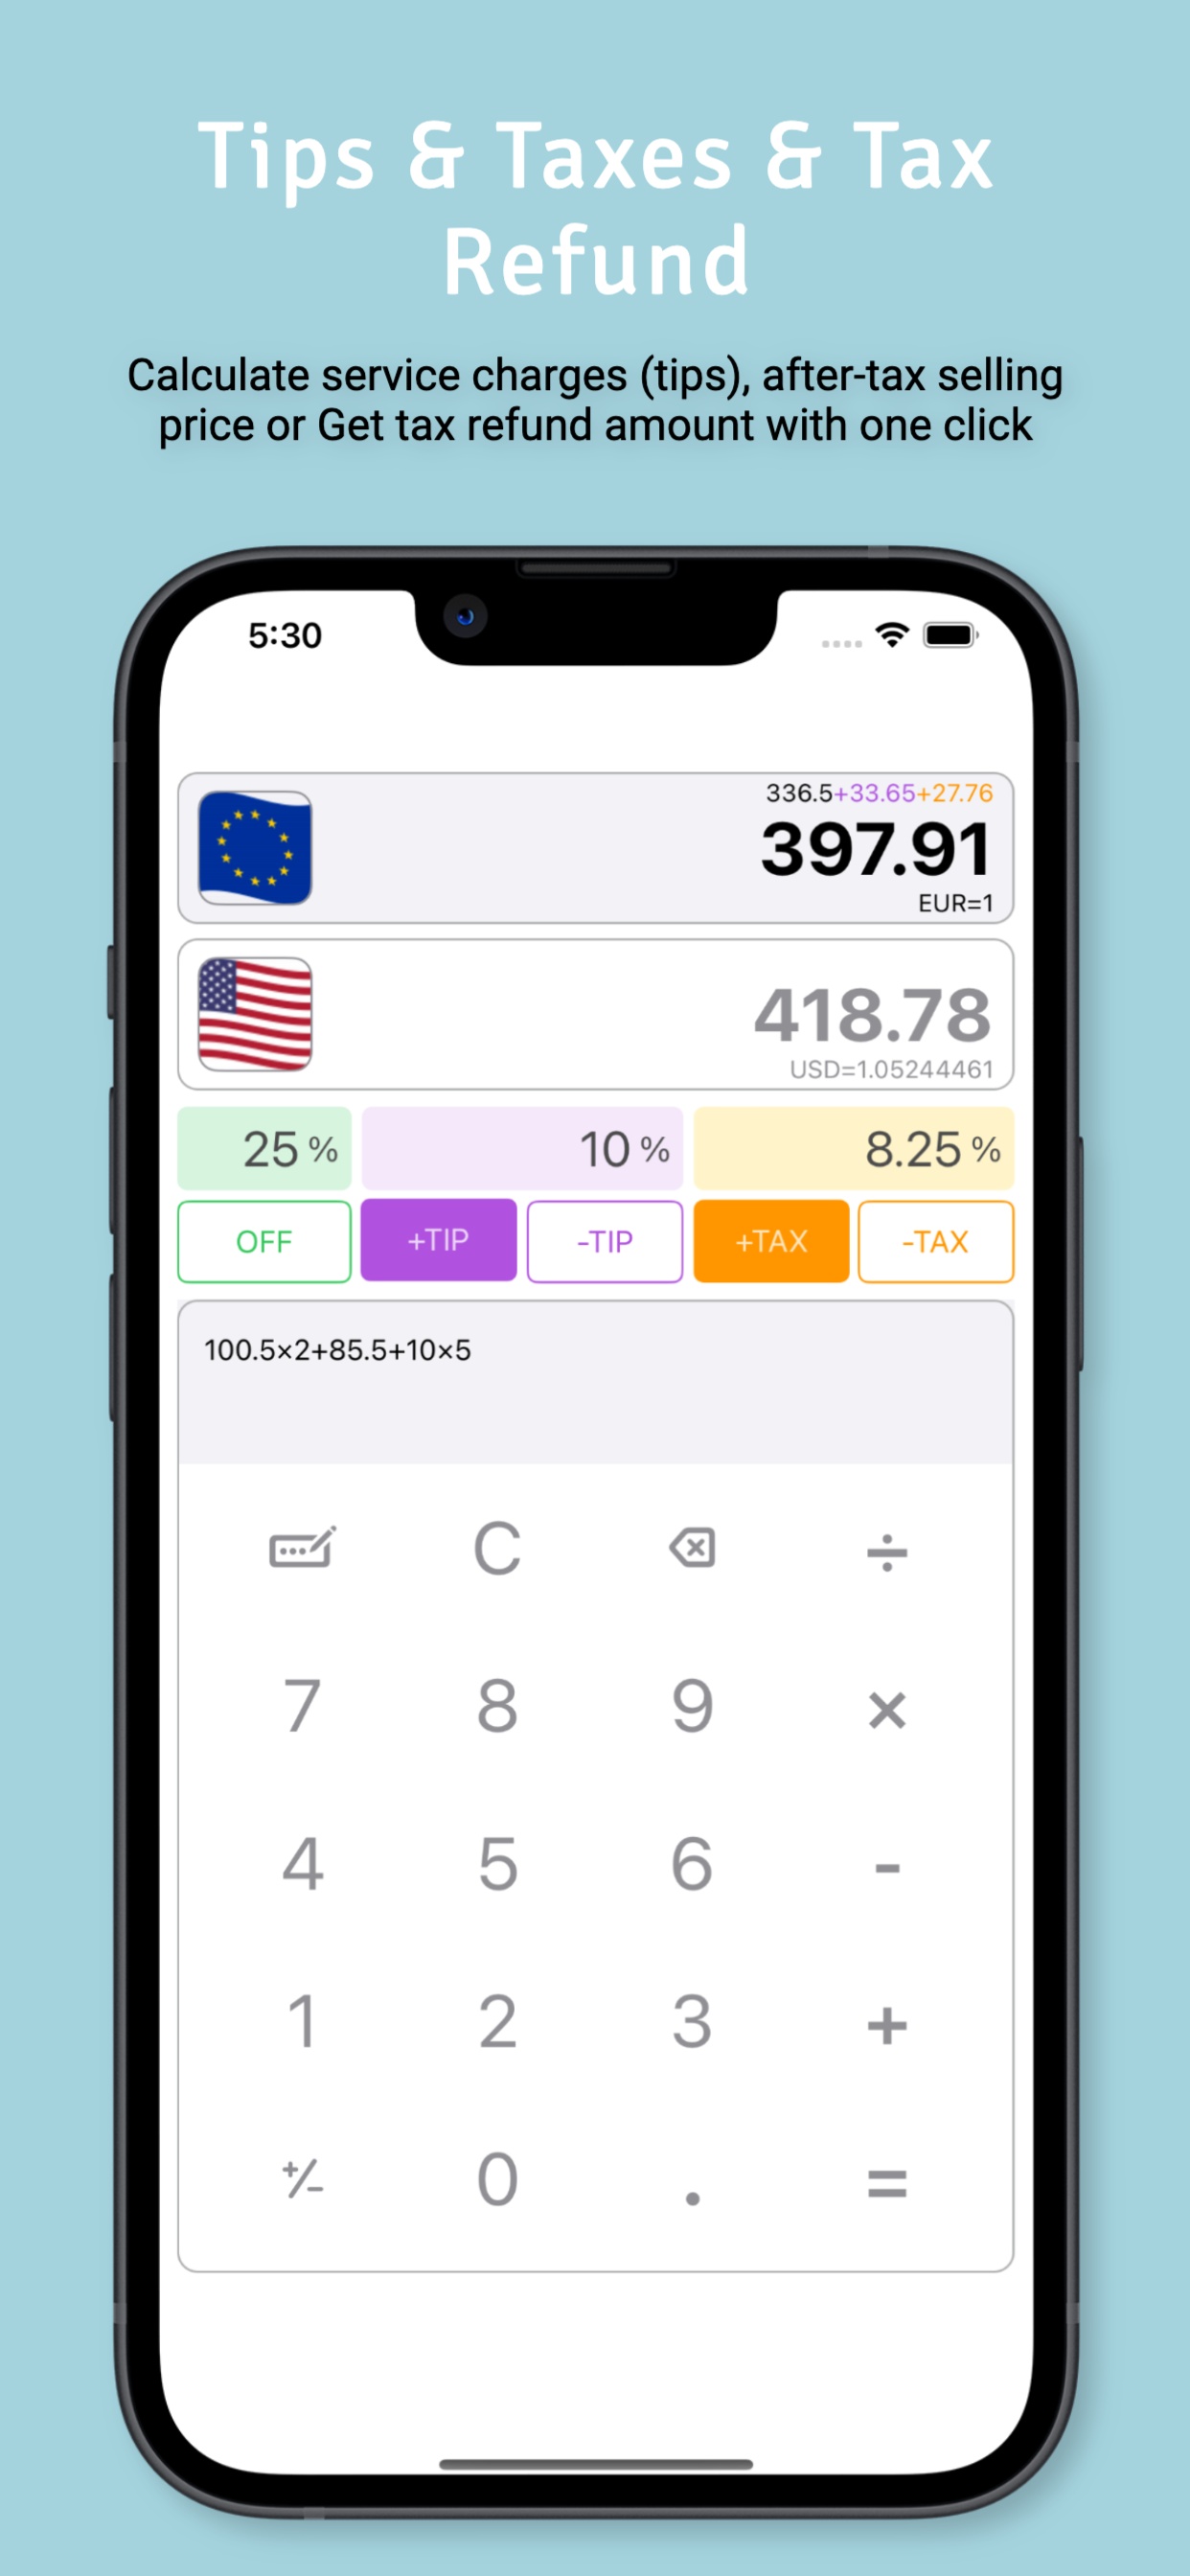 Tips & Taxes & Tax
Refund
Calculate service charges (tips), after-tax selling
price or Get tax refund amount with one click
5:30
336.5+33.65+27.76
397.91
EUR=1
418.78
USD=1.05244461
25 % 10 % 8.25 %
OFF +TIP -TIP +TAX -TAX
100.5×2+85.5+10×5
C ÷
7 8 9 ×
4 5 6 -
1 2 3 +
+/- 0 . =